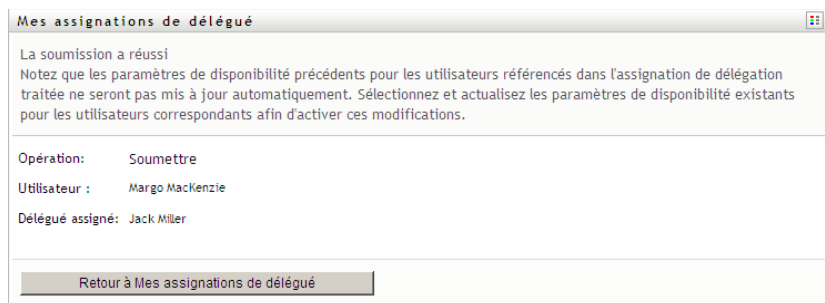 Mes assignations de délégué
La soumission a réussi
Notez que les paramètres de disponibilité précédents pour les utilisateurs référencés dans l'assignation de délégation
traitée ne seront pas mis à jour automatiquement. Sélectionnez et actualisez les paramètres de disponibilité existants
pour les utilisateurs correspondants afin d'activer ces modifications.
Opération: Soumettre
Utilisateur : Margo MacKenzie
Délégué assigné: Jack Miller
Retour à Mes assignations de délégué